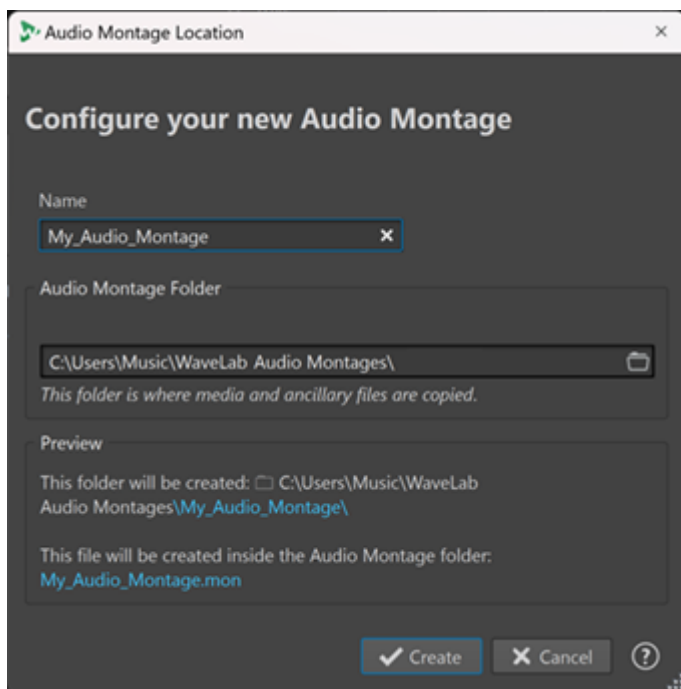 Audio Montage Location
Configure your new Audio Montage
Name
My_Audio_Montage
Audio Montage Folder
C:\Users\Music\WaveLab Audio Montages\
This folder is where media and ancillary files are copied.
Preview
This folder will be created: C:\Users\Music\WaveLab
Audio Montages\My_Audio_Montage\
This file will be created inside the Audio Montage folder:
My_Audio_Montage.mon
Create
Cancel
?